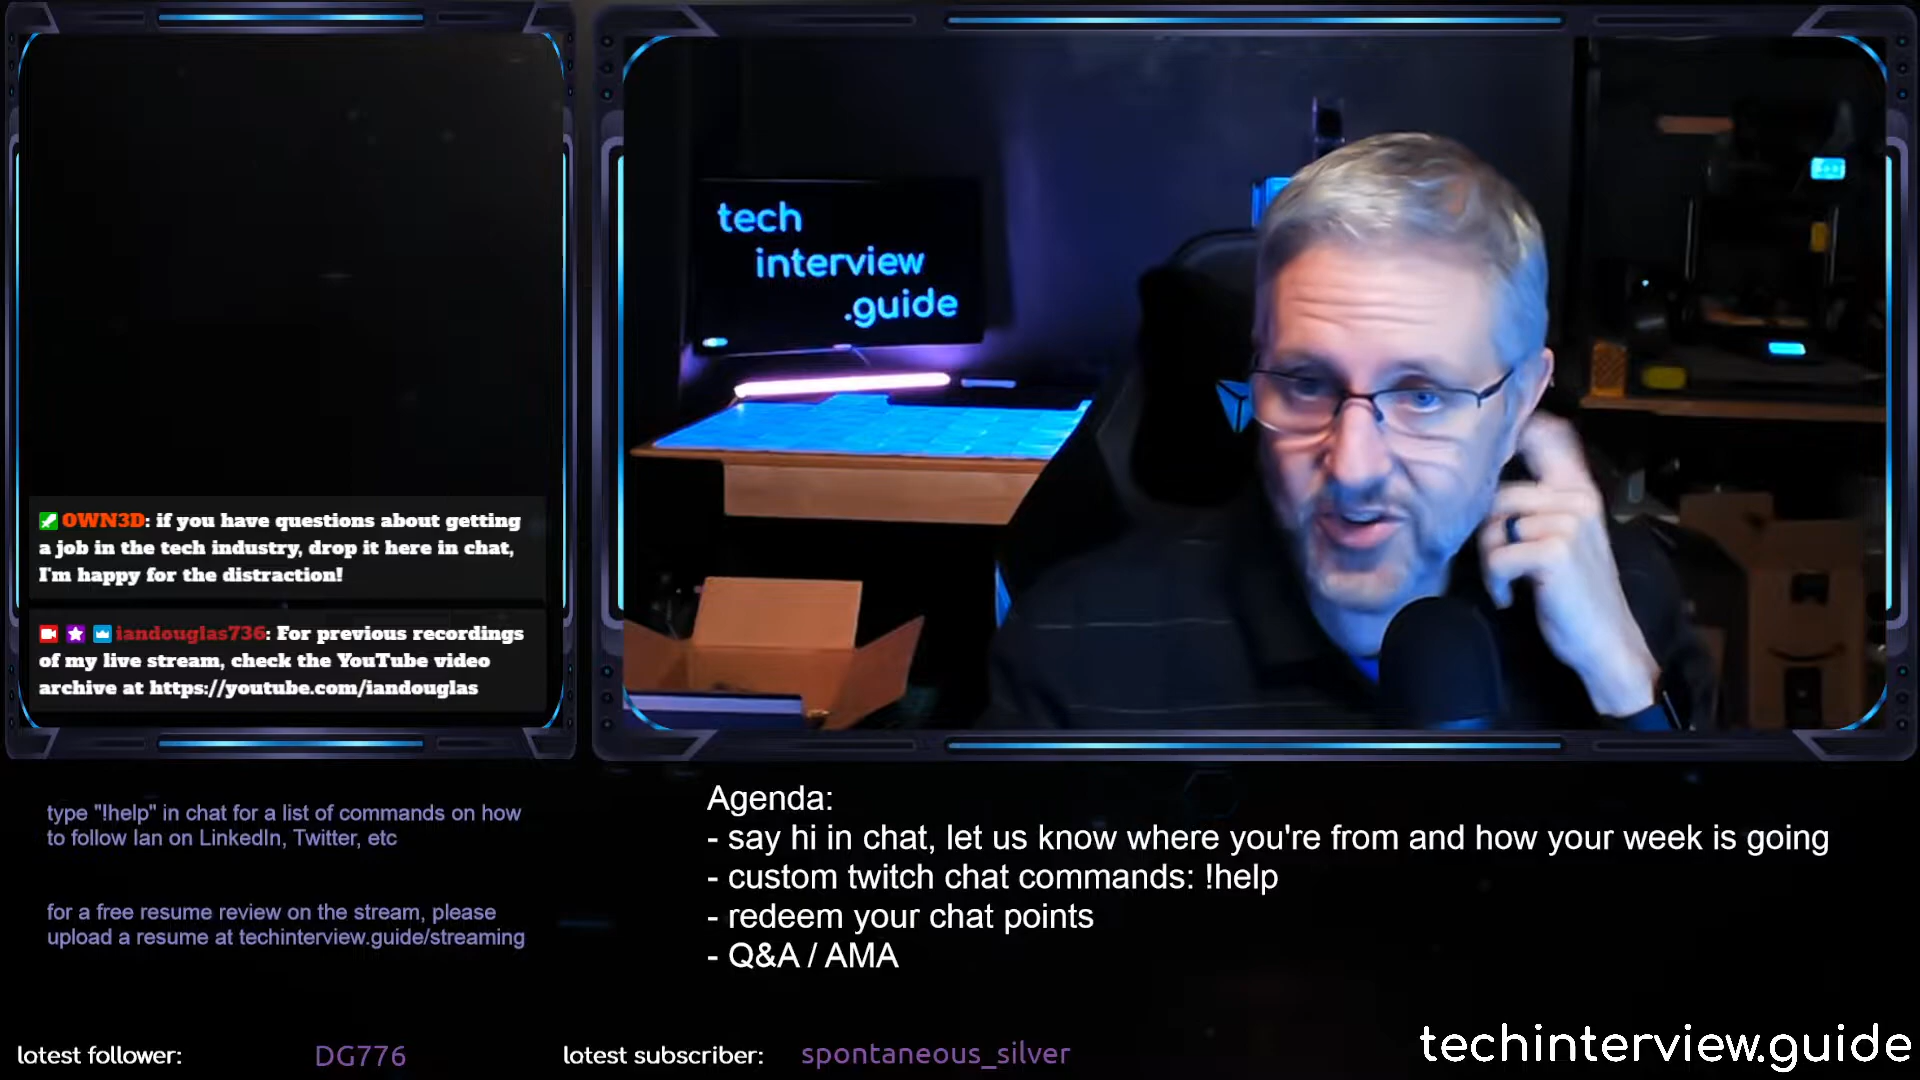 tech
interview
.guide
OWN3D: if you have questions about getting
a job in the tech industry, drop it here in chat,
I'm happy for the distraction!
iandouglas736: For previous recordings
of my live stream, check the YouTube video
archive at https://youtube.com/iandouglas
type "!help" in chat for a list of commands on how
to follow Ian on LinkedIn, Twitter, etc
for a free resume review on the stream, please
upload a resume at techinterview.guide/streaming
Agenda:
- say hi in chat, let us know where you're from and how your week is going
- custom twitch chat commands: !help
- redeem your chat points
- Q&A / AMA
latest follower: DG776
latest subscriber: spontaneous_silver
techinterview.guide